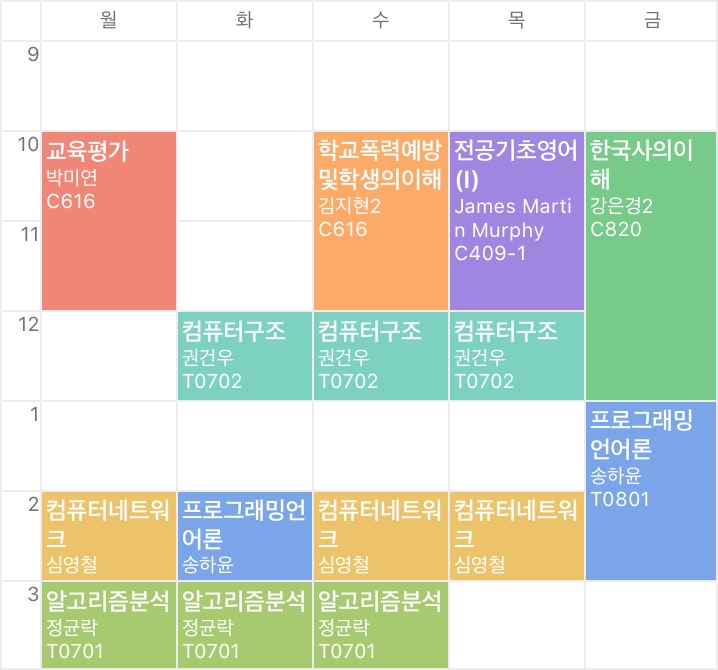 월 화 수 목 금
9
10
교육평가
박미연
C616
학교폭력예방
및학생의이해
김지현2
C616
전공기초영어
(I)
James Marti
n Murphy
C409-1
한국사의이
해
강은경2
C820
11
12
컴퓨터구조
권건우
T0702
컴퓨터구조
권건우
T0702
컴퓨터구조
권건우
T0702
1
프로그래밍
언어론
송하윤
T0801
2
컴퓨터네트워
크
심영철
프로그래밍언
어론
송하윤
컴퓨터네트워
크
심영철
컴퓨터네트워
크
심영철
3
알고리즘분석
정균락
T0701
알고리즘분석
정균락
T0701
알고리즘분석
정균락
T0701